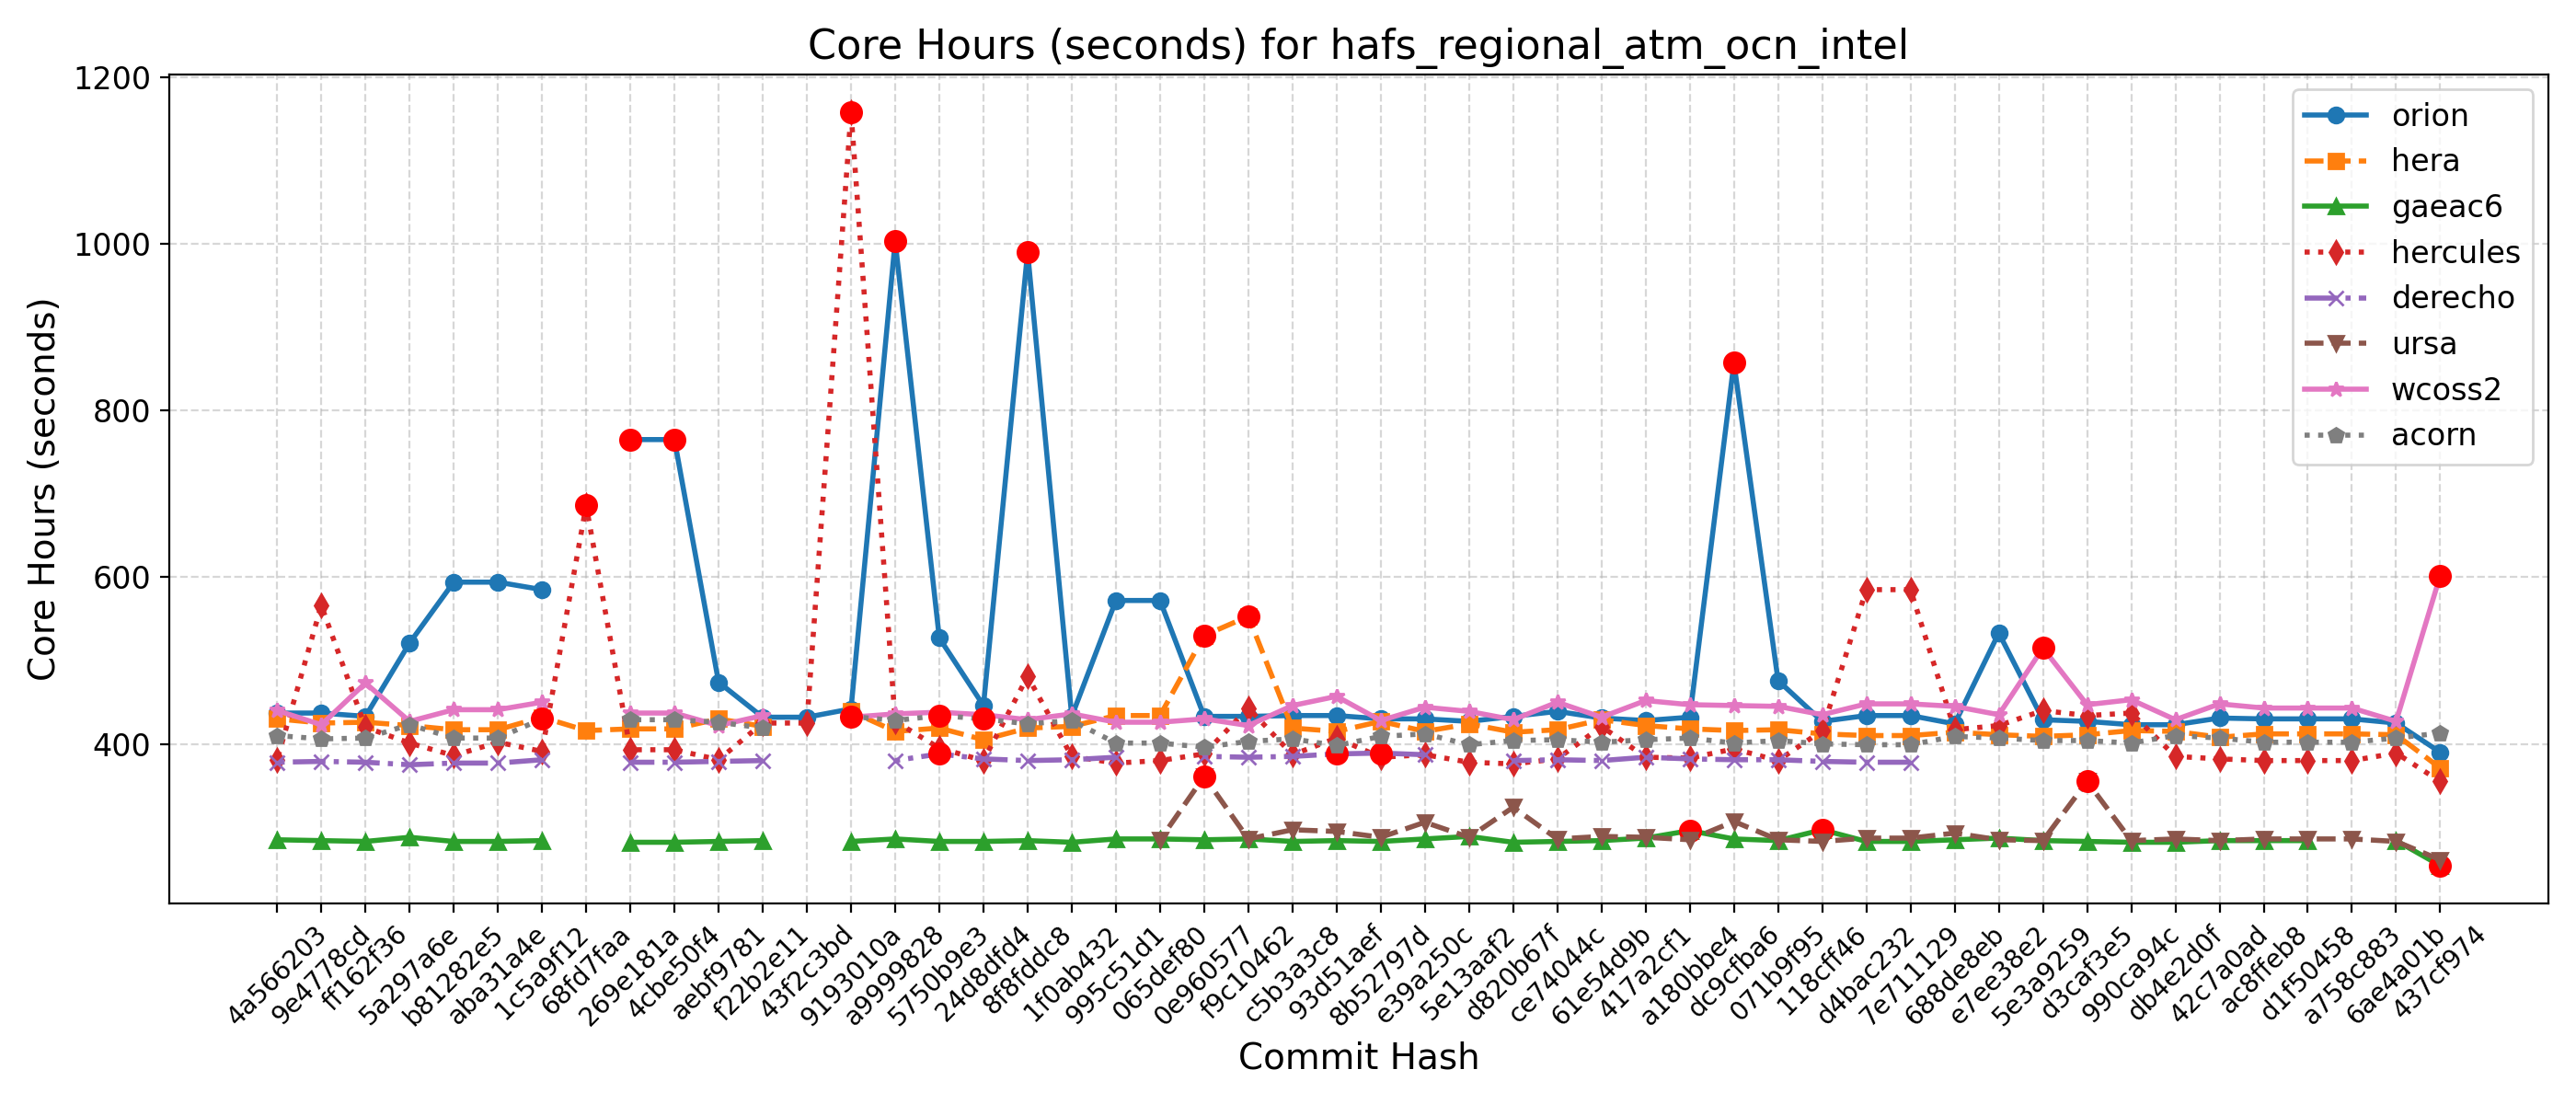 Core Hours (seconds) for hafs_regional_atm_ocn_intel
1200
1000
800
600
400
Core Hours (seconds)
orion
hera
gaeac6
hercules
derecho
ursa
wcoss2
acorn
4a566203
9e4778cd
ff162f36
5a297a6e
b81282e5
aba31a4e
1c5a9f12
68fd7faa
269e181a
4cbe50f4
aebf9781
f22b2e11
43f2c3bd
9193010a
a9999828
5750b9e3
24d8dfd4
8f8fddc8
1f0ab432
995c51d1
065def80
0e960577
f9c10462
c5b3a3c8
93d51aef
8b52797d
e39a250c
5e13aaf2
d820b67f
ce74044c
61e54d9b
417a2cf1
a180bbe4
dc9cfba6
071b9f95
118cff46
d4bac232
7e711129
688de8eb
e7ee38e2
5e3a9259
d3caf3e5
990ca94c
db4e2d0f
42c7a0ad
ac8ffeb8
d1f50458
a758c883
6ae4a01b
437cf974
Commit Hash